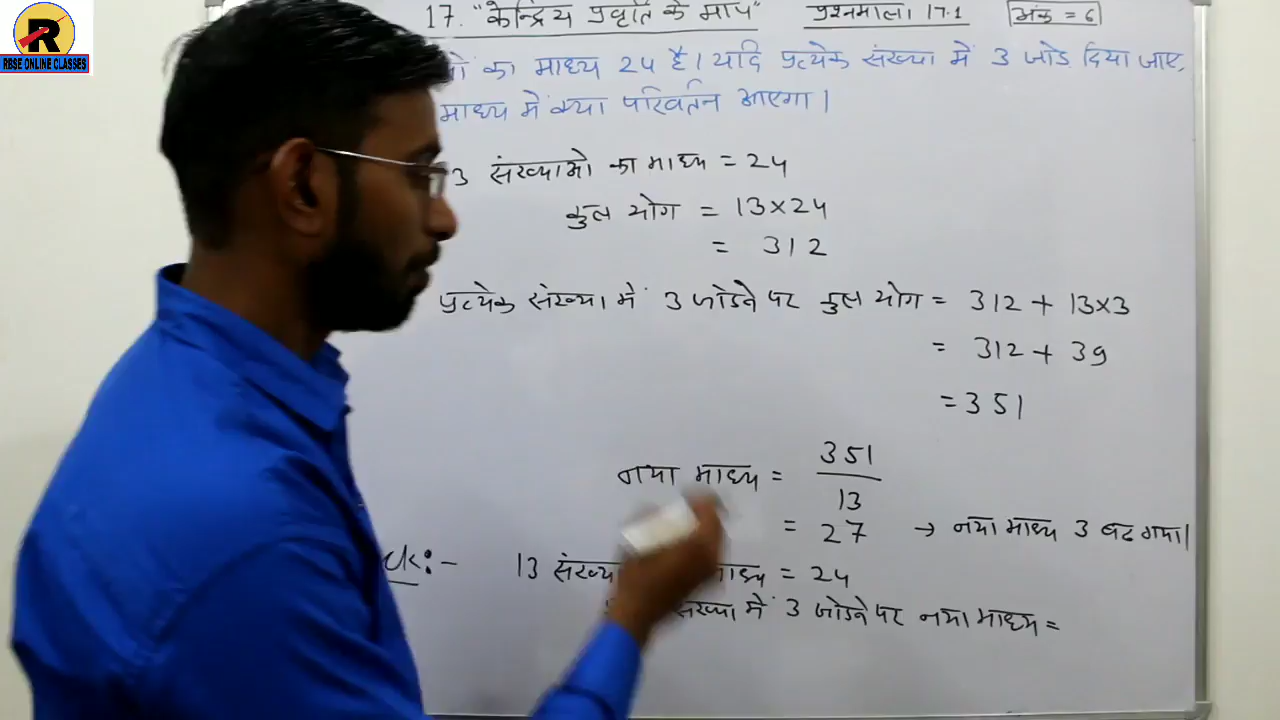 R
RBSE ONLINE CLASSES
17. "केन्द्रिय प्रवृति के माप" प्रश्नमाला 17.1 अंक = 6
का माध्य 24 है। यदि प्रत्येक संख्या में 3 जोड दिया जाए,
माध्य में क्या परिवर्तन आएगा।
3 संख्याओ का माध्य = 24
कुल योग = 13×24
= 312
प्रत्येक संख्या में 3 जोडने पर कुल योग = 312 + 13×3
= 312 + 39
= 351
नया माध्य = 351
13
= 27 → नया माध्य 3 बढ गया।
:- 13 = 24
में 3 जोडने पर नया माध्य =